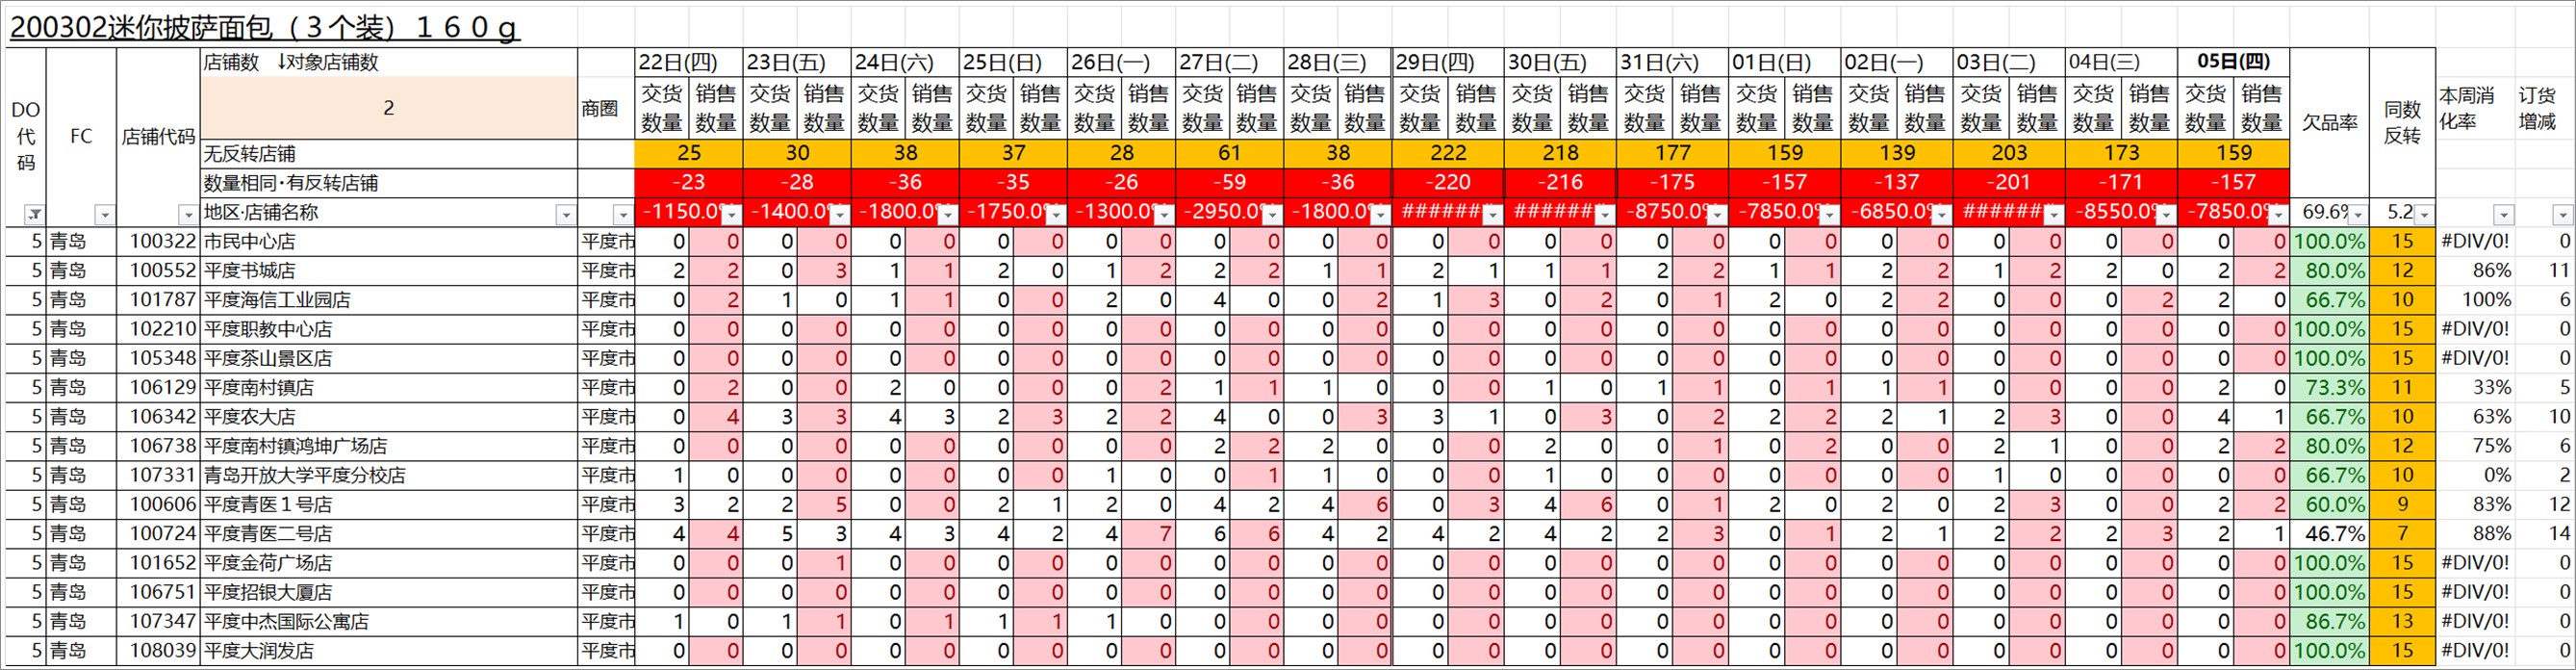 200302迷你披萨面包（３个装）１６０ｇ
DO代码 FC 店铺代码 店铺数 ↓对象店铺数 商圈 22日(四) 23日(五) 24日(六) 25日(日) 26日(一) 27日(二) 28日(三) 29日(四) 30日(五) 31日(六) 01日(日) 02日(一) 03日(二) 04日(三) 05日(四) 欠品率 同数反转 本周消化率 订货增减
2 交货数量 销售数量 交货数量 销售数量 交货数量 销售数量 交货数量 销售数量 交货数量 销售数量 交货数量 销售数量 交货数量 销售数量 交货数量 销售数量 交货数量 销售数量 交货数量 销售数量 交货数量 销售数量 交货数量 销售数量 交货数量 销售数量 交货数量 销售数量 交货数量 销售数量
无反转店铺 25 30 38 37 28 61 38 222 218 177 159 139 203 173 159
数量相同·有反转店铺 -23 -28 -36 -35 -26 -59 -36 -220 -216 -175 -157 -137 -201 -171 -157
地区·店铺名称 -1150.0% -1400.0% -1800.0% -1750.0% -1300.0% -2950.0% -1800.0% ####### ####### -8750.0% -7850.0% -6850.0% ####### -8550.0% -7850.0% 69.6% 5.2
5 青岛 100322 市民中心店 平度市 0 0 0 0 0 0 0 0 0 0 0 0 0 0 0 0 0 0 0 0 0 0 0 0 0 0 0 0 0 0 100.0% 15 #DIV/0! 0
5 青岛 100552 平度书城店 平度市 2 2 0 3 1 1 2 0 1 2 2 2 1 1 2 1 1 1 2 2 1 1 2 2 1 2 2 0 2 2 80.0% 12 86% 11
5 青岛 101787 平度海信工业园店 平度市 0 2 1 0 1 1 0 0 2 0 4 0 0 2 1 3 0 2 0 1 2 0 2 2 0 0 0 2 2 0 66.7% 10 100% 6
5 青岛 102210 平度职教中心店 平度市 0 0 0 0 0 0 0 0 0 0 0 0 0 0 0 0 0 0 0 0 0 0 0 0 0 0 0 0 0 0 100.0% 15 #DIV/0! 0
5 青岛 105348 平度茶山景区店 平度市 0 0 0 0 0 0 0 0 0 0 0 0 0 0 0 0 0 0 0 0 0 0 0 0 0 0 0 0 0 0 100.0% 15 #DIV/0! 0
5 青岛 106129 平度南村镇店 平度市 0 2 0 0 2 0 0 0 0 2 1 1 1 0 0 0 1 0 1 1 0 1 1 1 0 0 0 0 2 0 73.3% 11 33% 5
5 青岛 106342 平度农大店 平度市 0 4 3 3 4 3 2 3 2 2 4 0 0 3 3 1 0 3 0 2 2 2 2 1 2 3 0 0 4 1 66.7% 10 63% 10
5 青岛 106738 平度南村镇鸿坤广场店 平度市 0 0 0 0 0 0 0 0 0 0 2 2 2 0 0 0 2 0 0 1 0 2 0 0 2 1 0 0 2 2 80.0% 12 75% 6
5 青岛 107331 青岛开放大学平度分校店 平度市 1 0 0 0 0 0 0 0 1 0 0 1 1 0 0 0 1 0 0 0 0 0 0 0 1 0 0 0 0 0 66.7% 10 0% 2
5 青岛 100606 平度青医１号店 平度市 3 2 2 5 0 0 2 1 2 0 4 2 4 6 0 3 4 6 0 1 2 0 2 0 2 3 0 0 2 2 60.0% 9 83% 12
5 青岛 100724 平度青医二号店 平度市 4 4 5 3 4 3 4 2 4 7 6 6 4 2 4 2 4 2 2 3 0 1 2 1 2 2 2 3 2 1 46.7% 7 88% 14
5 青岛 101652 平度金荷广场店 平度市 0 0 0 1 0 0 0 0 0 0 0 0 0 0 0 0 0 0 0 0 0 0 0 0 0 0 0 0 0 0 100.0% 15 #DIV/0! 0
5 青岛 106751 平度招银大厦店 平度市 0 0 0 0 0 0 0 0 0 0 0 0 0 0 0 0 0 0 0 0 0 0 0 0 0 0 0 0 0 0 100.0% 15 #DIV/0! 0
5 青岛 107347 平度中杰国际公寓店 平度市 1 0 1 1 0 1 1 1 1 0 0 0 0 0 0 0 0 0 0 0 0 0 0 0 0 0 0 0 0 0 86.7% 13 #DIV/0! 0
5 青岛 108039 平度大润发店 平度市 0 0 0 0 0 0 0 0 0 0 0 0 0 0 0 0 0 0 0 0 0 0 0 0 0 0 0 0 0 0 100.0% 15 #DIV/0! 0